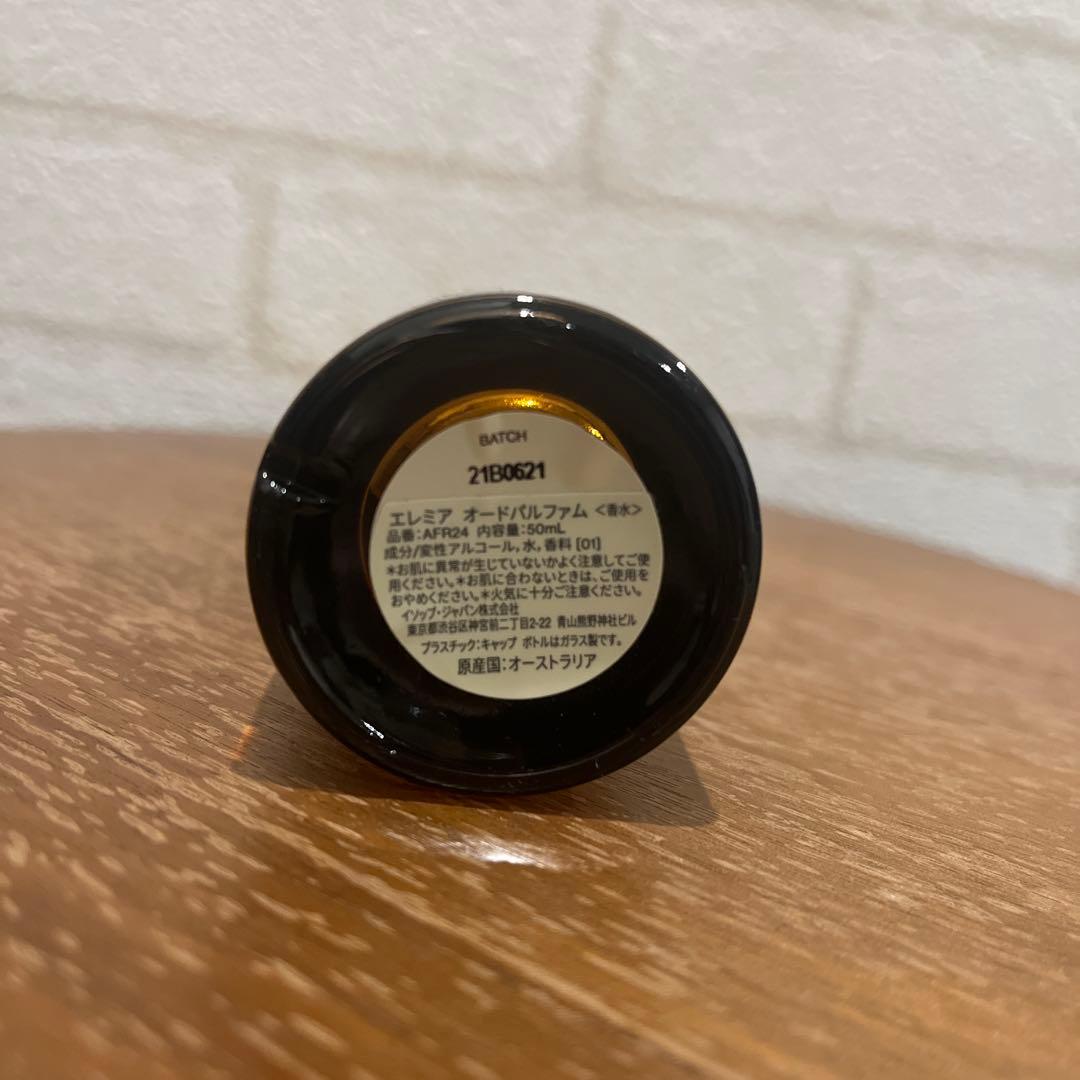 BATCH
21B0621
エレミア オードパルファム <香水>
品番:AFR24 内容量:50mL
成分/変性アルコール,水,香料 [01]
*お肌に異常が生じていないかよく注意してご使
用ください。*お肌に合わないときは、ご使用を
おやめください。*火気に十分ご注意ください。
イソップ・ジャパン株式会社
東京都渋谷区神宮前二丁目2-22 青山熊野神社ビル
プラスチック:キャップ ボトルはガラス製です。
原産国:オーストラリア